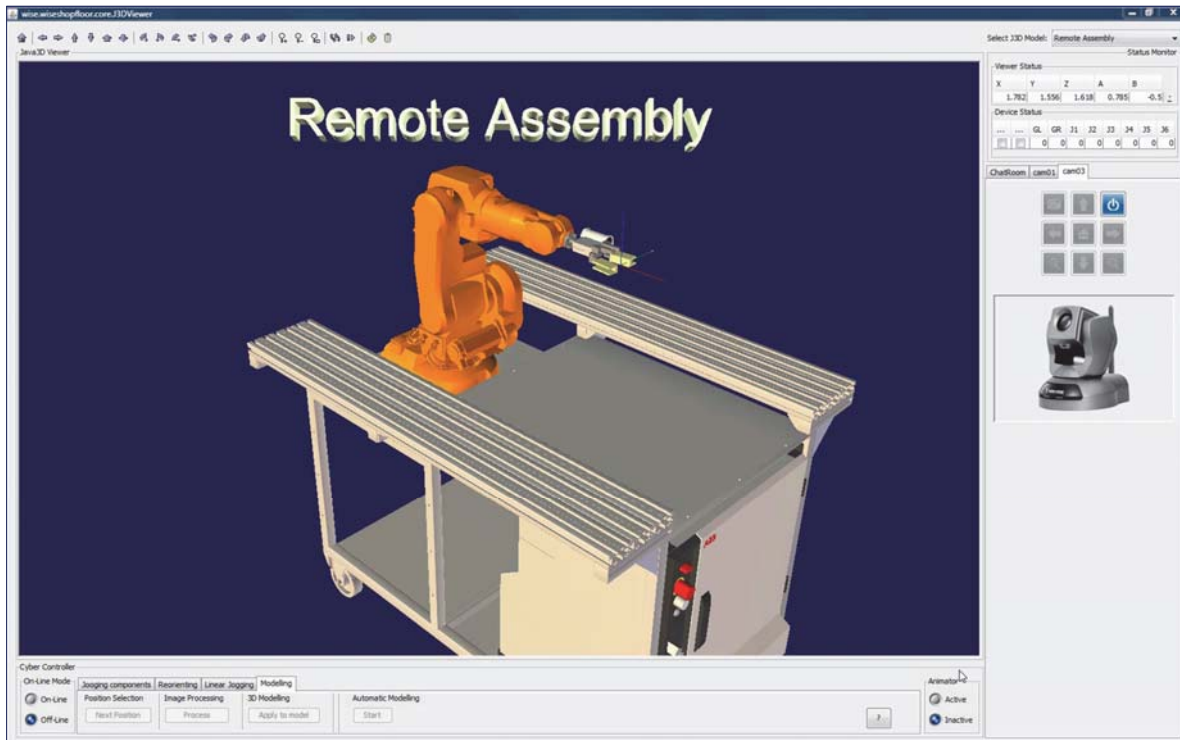 wise.wiseshopfloor.core.J3DViewer
Select J3D Model: Remote Assembly
Java3D Viewer
Status Monitor
Viewer Status
X Y Z A B
1.782 1.556 1.618 0.785 -0.5
Device Status
... ... GL GR J1 J2 J3 J4 J5 J6
0 0 0 0 0 0 0 0
ChatRoom cam01 cam03
Remote Assembly
ABB
Cyber Controller
On-Line Mode
On-Line
Off-Line
Jogging components Reorienting Linear Jogging Modelling
Position Selection Image Processing 3D Modelling Automatic Modelling
Next Position Process Apply to model Start
?
Animator
Active
Inactive